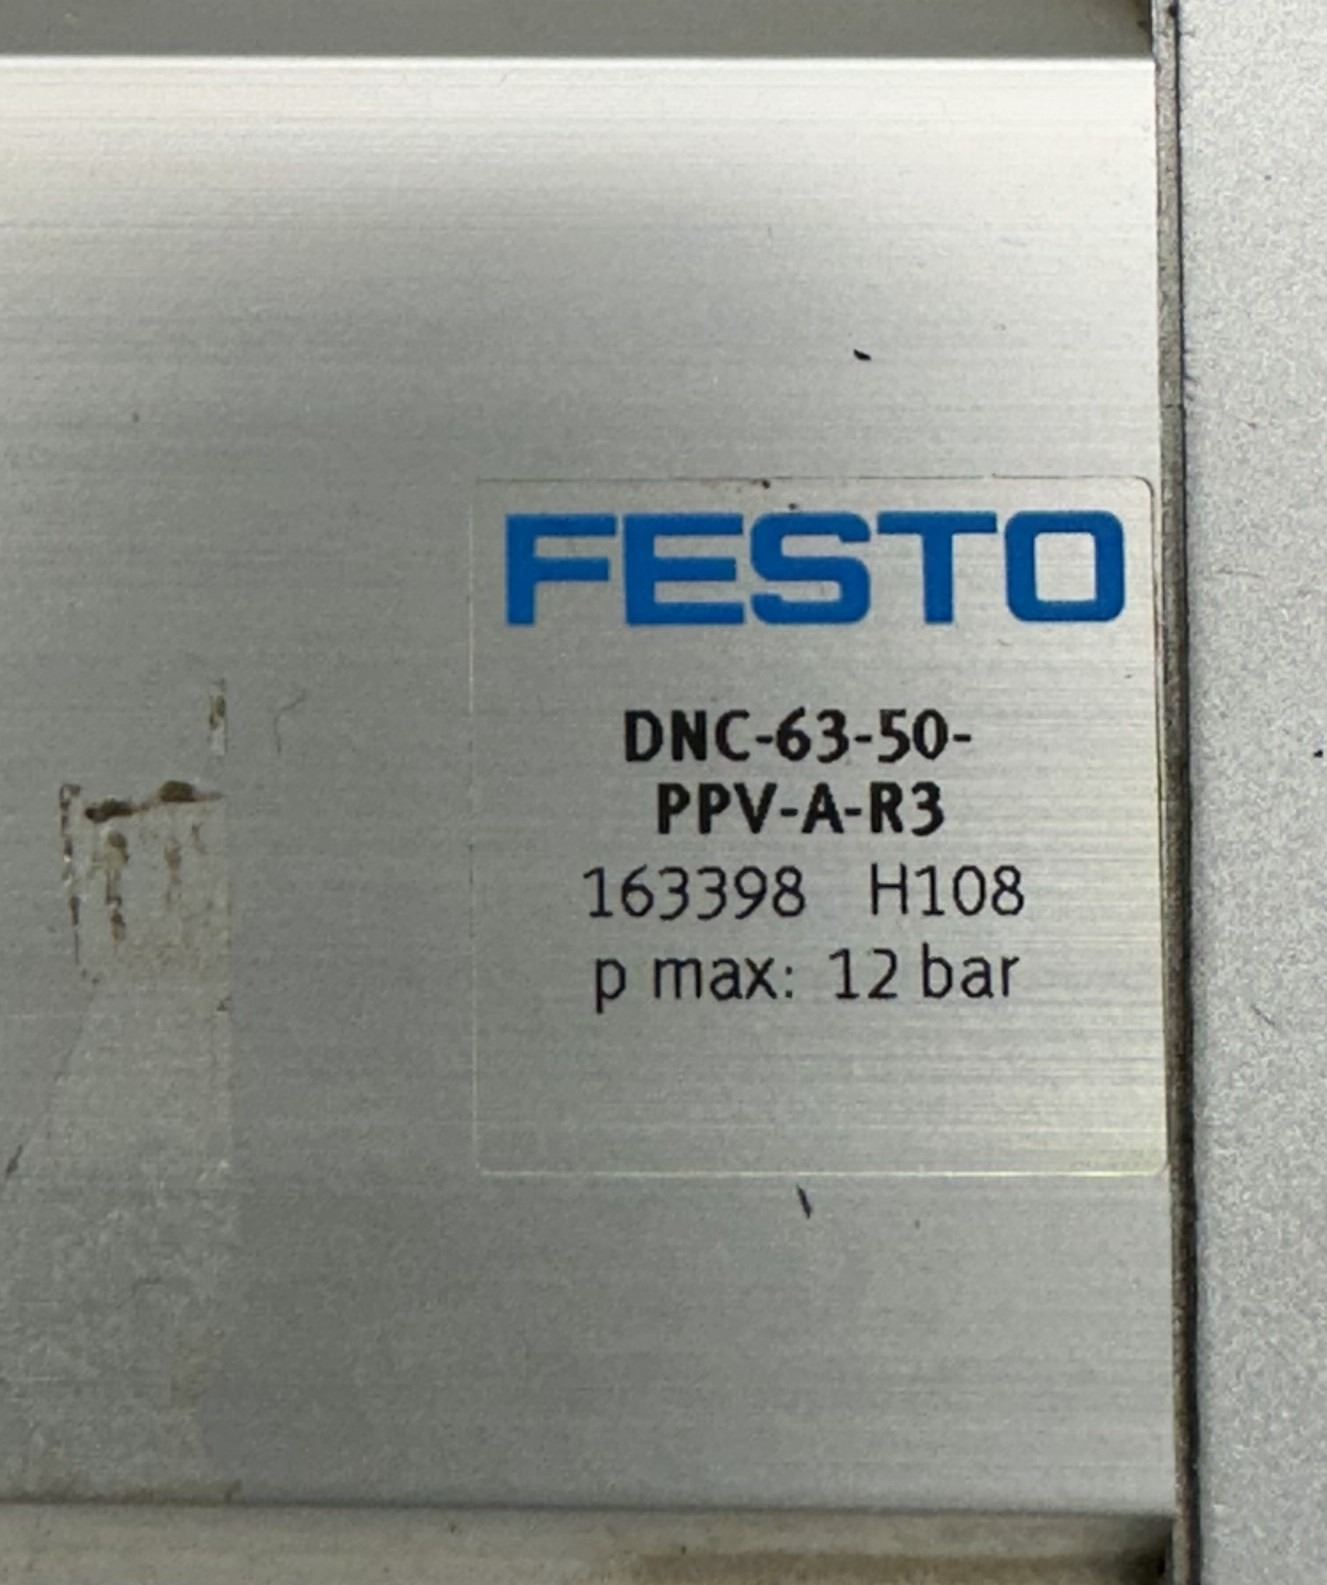 FESTO
DNC-63-50-
PPV-A-R3
163398 H108
p max: 12 bar